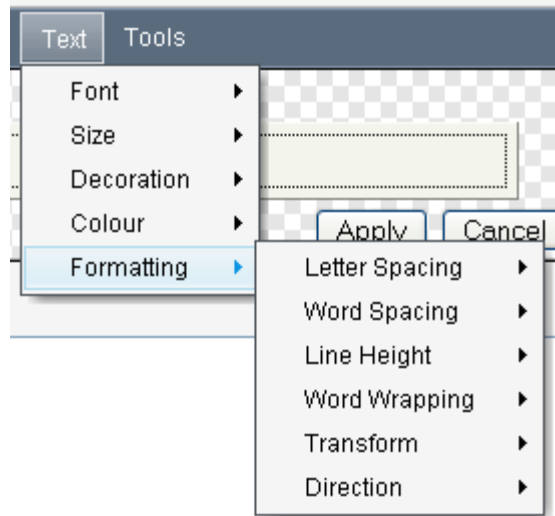 Text Tools
Font
Size
Decoration
Colour
Apply Cancel
Formatting
Letter Spacing
Word Spacing
Line Height
Word Wrapping
Transform
Direction